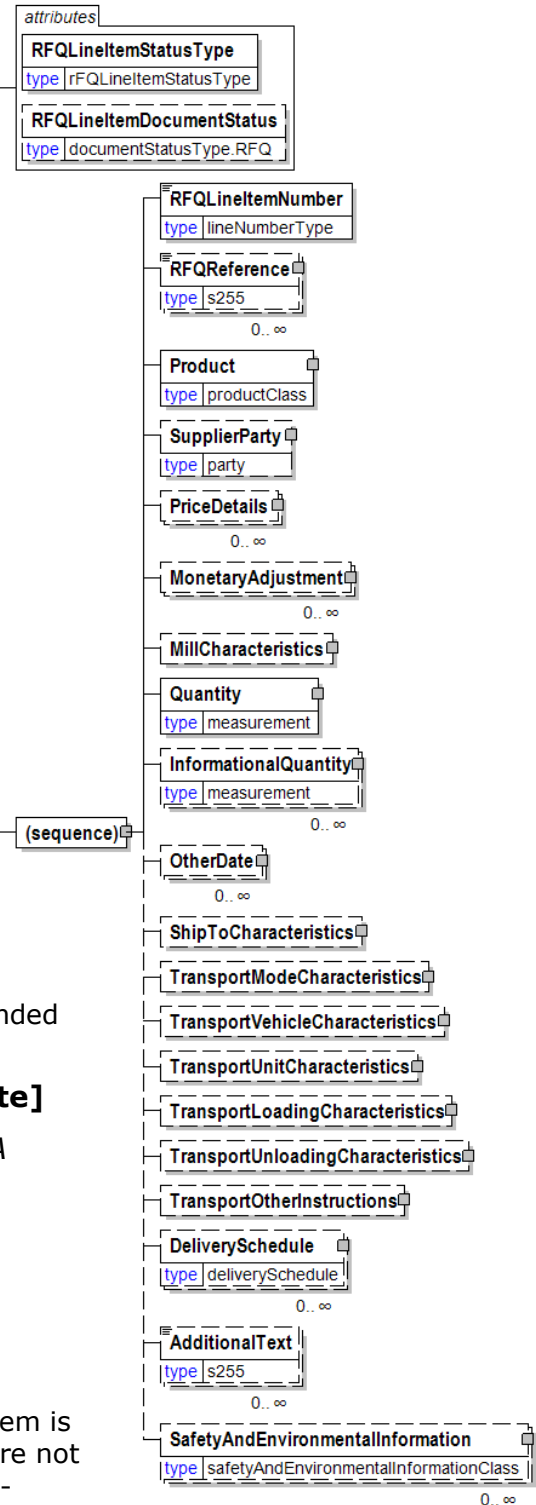 attributes
RFQLineItemStatusType
type rFQLineItemStatusType
RFQLineItemDocumentStatus
type documentStatusType.RFQ
RFQLineItemNumber
type lineNumberType
RFQReference
type s255
0..∞
Product
type productClass
SupplierParty
type party
PriceDetails
0..∞
MonetaryAdjustment
0..∞
MillCharacteristics
Quantity
type measurement
InformationalQuantity
type measurement
0..∞
(sequence)
OtherDate
0..∞
ShipToCharacteristics
TransportModeCharacteristics
nded
TransportVehicleCharacteristics
TransportUnitCharacteristics
te]
TransportLoadingCharacteristics
A
TransportUnloadingCharacteristics
TransportOtherInstructions
DeliverySchedule
type deliverySchedule
0..∞
AdditionalText
type s255
0..∞
em is
SafetyAndEnvironmentalInformation
re not
type safetyAndEnvironmentalInformationClass
-
0..∞